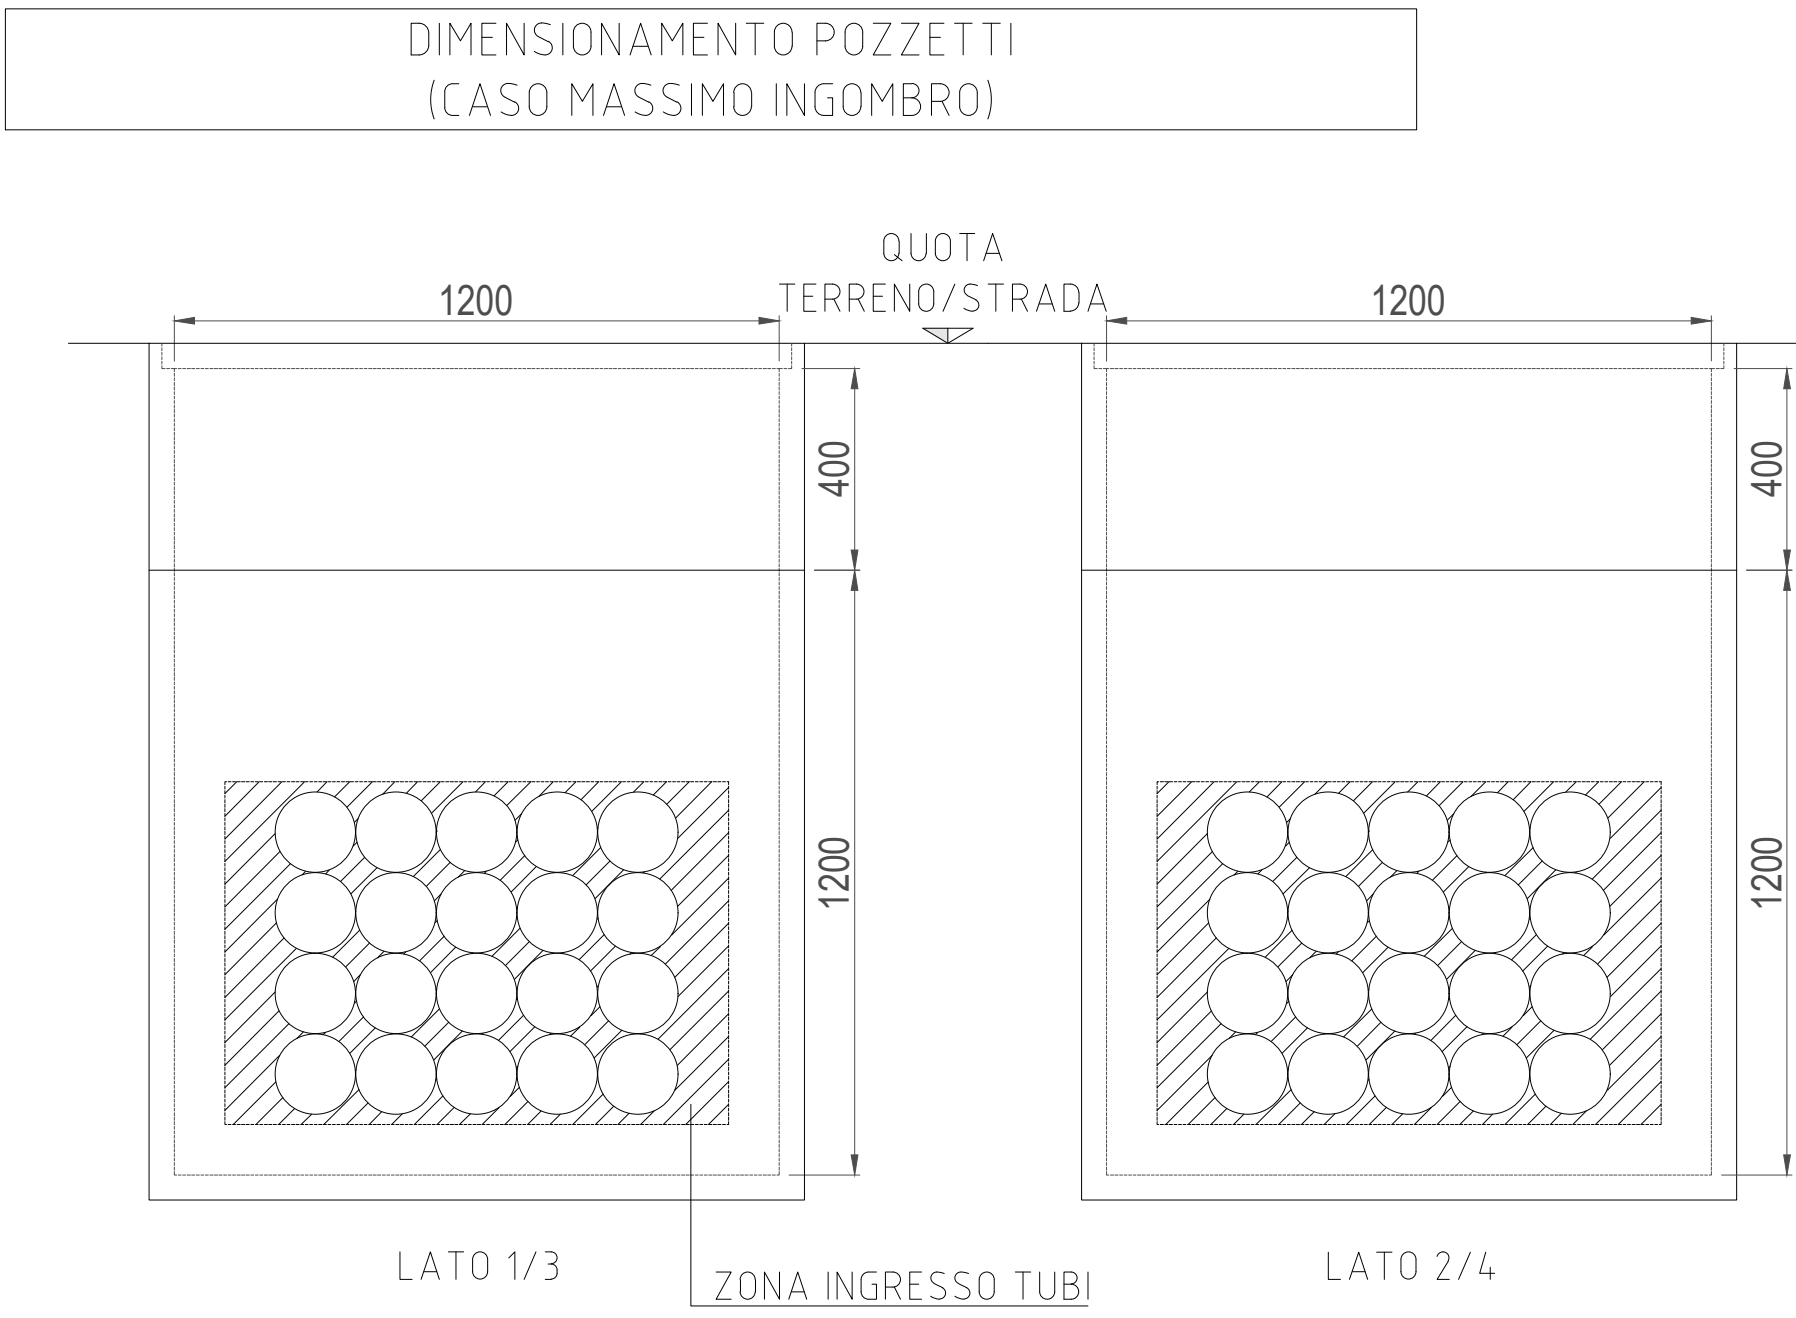 DIMENSIONAMENTO POZZETTI
(CASO MASSIMO INGOMBRO)
QUOTA
TERRENO/STRADA
1200
1200
400
400
1200
1200
LATO 1/3
LATO 2/4
ZONA INGRESSO TUBI